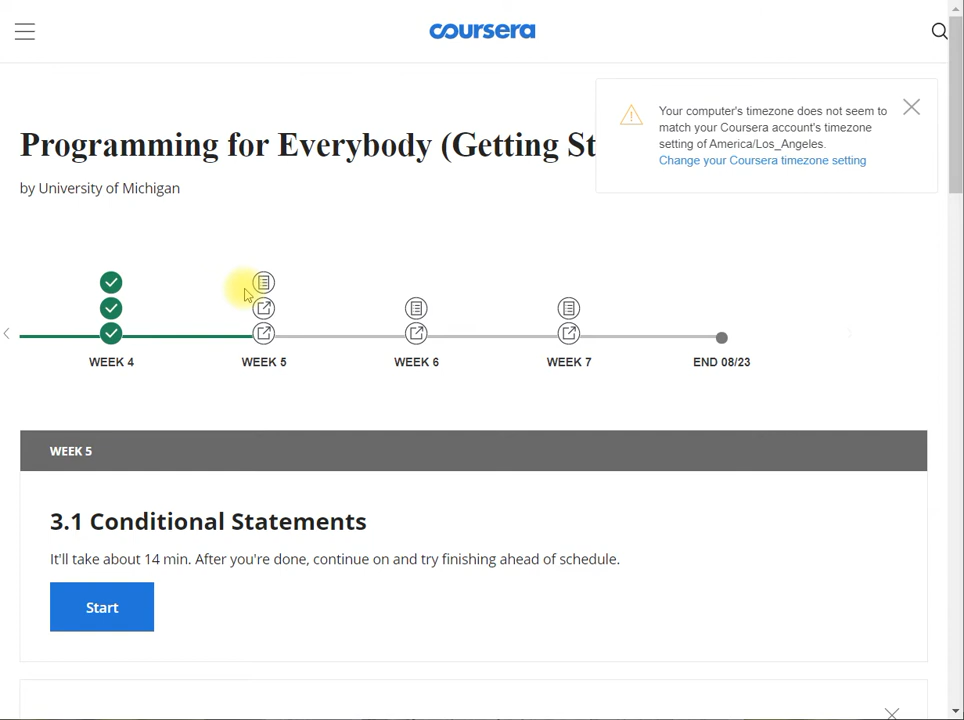 coursera
Your computer's timezone does not seem to
match your Coursera account's timezone
setting of America/Los_Angeles.
Change your Coursera timezone setting
Programming for Everybody (Getting St
by University of Michigan
WEEK 4
WEEK 5
WEEK 6
WEEK 7
END 08/23
WEEK 5
3.1 Conditional Statements
It'll take about 14 min. After you're done, continue on and try finishing ahead of schedule.
Start